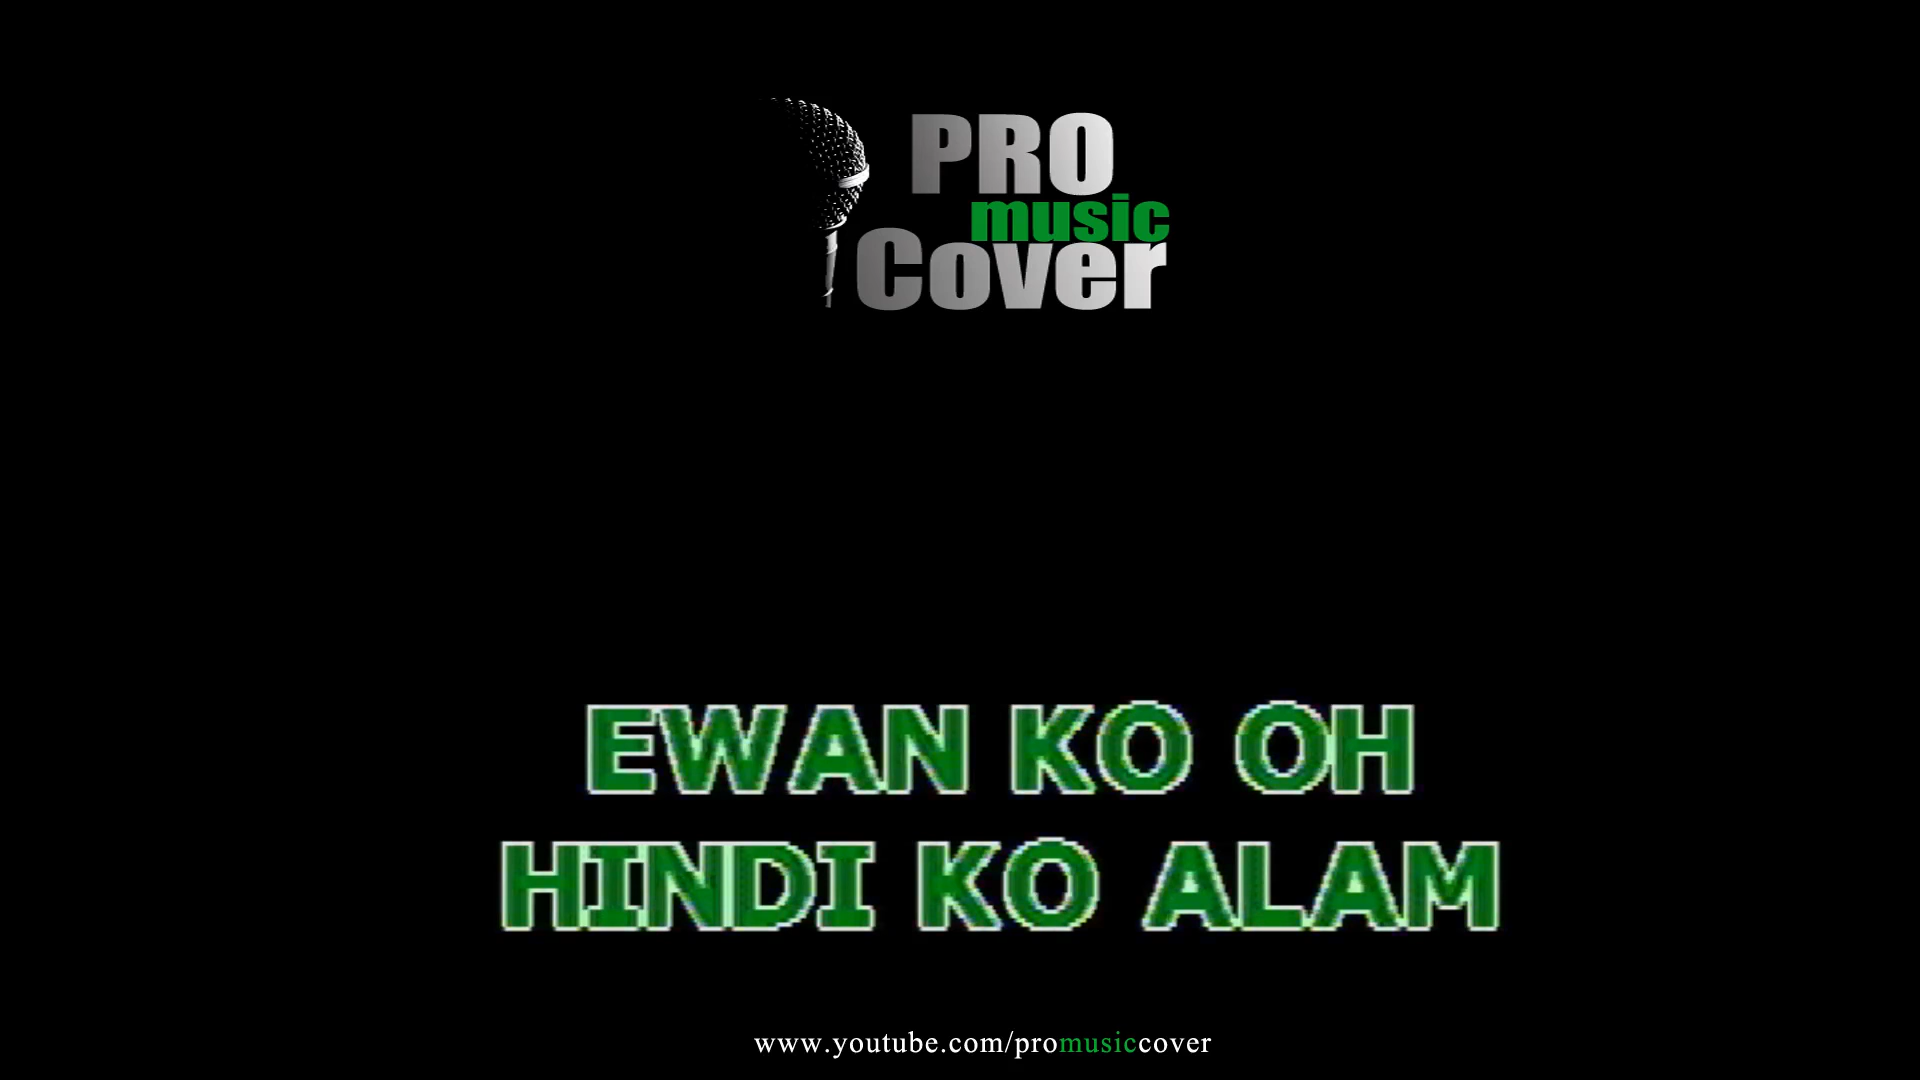 PRO
music
Cover
EWAN KO OH
HINDI KO ALAM
www.youtube.com/promusiccover